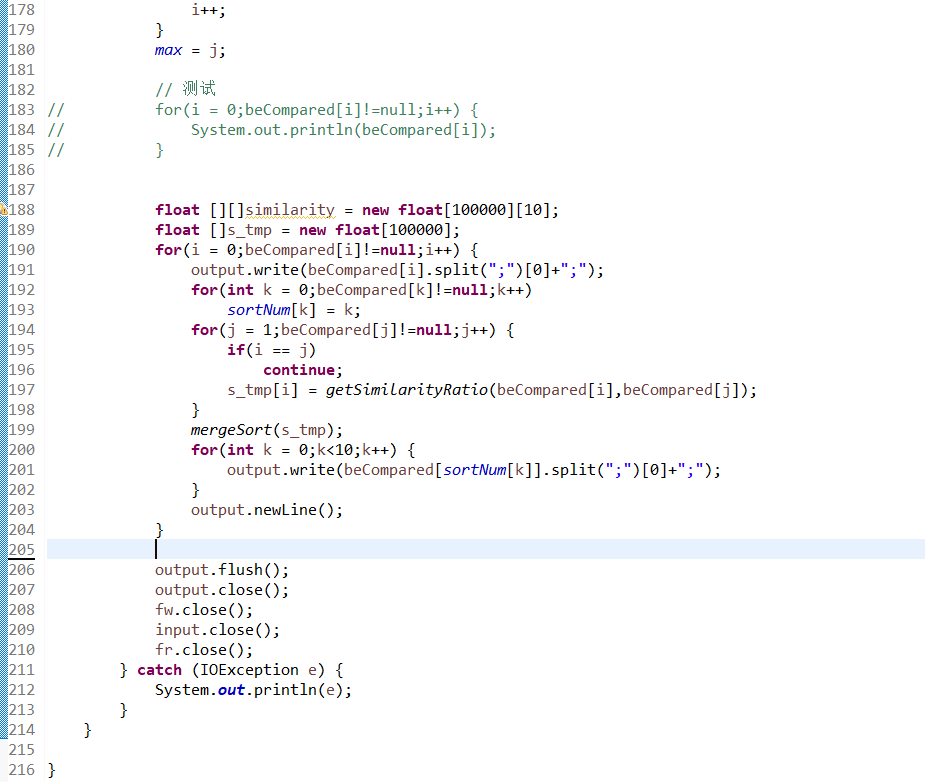 178 i++;
179 }
180 max = j;
181
182 // 测试
183 // for(i = 0;beCompared[i]!=null;i++) {
184 // System.out.println(beCompared[i]);
185 // }
186
187
188 float [][]similarity = new float[100000][10];
189 float []s_tmp = new float[100000];
190 for(i = 0;beCompared[i]!=null;i++) {
191 output.write(beCompared[i].split(";")[0]+";");
192 for(int k = 0;beCompared[k]!=null;k++)
193 sortNum[k] = k;
194 for(j = 1;beCompared[j]!=null;j++) {
195 if(i == j)
196 continue;
197 s_tmp[i] = getSimilarityRatio(beCompared[i],beCompared[j]);
198 }
199 mergeSort(s_tmp);
200 for(int k = 0;k<10;k++) {
201 output.write(beCompared[sortNum[k]].split(";")[0]+";");
202 }
203 output.newLine();
204 }
205
206 output.flush();
207 output.close();
208 fw.close();
209 input.close();
210 fr.close();
211 } catch (IOException e) {
212 System.out.println(e);
213 }
214 }
215
216 }